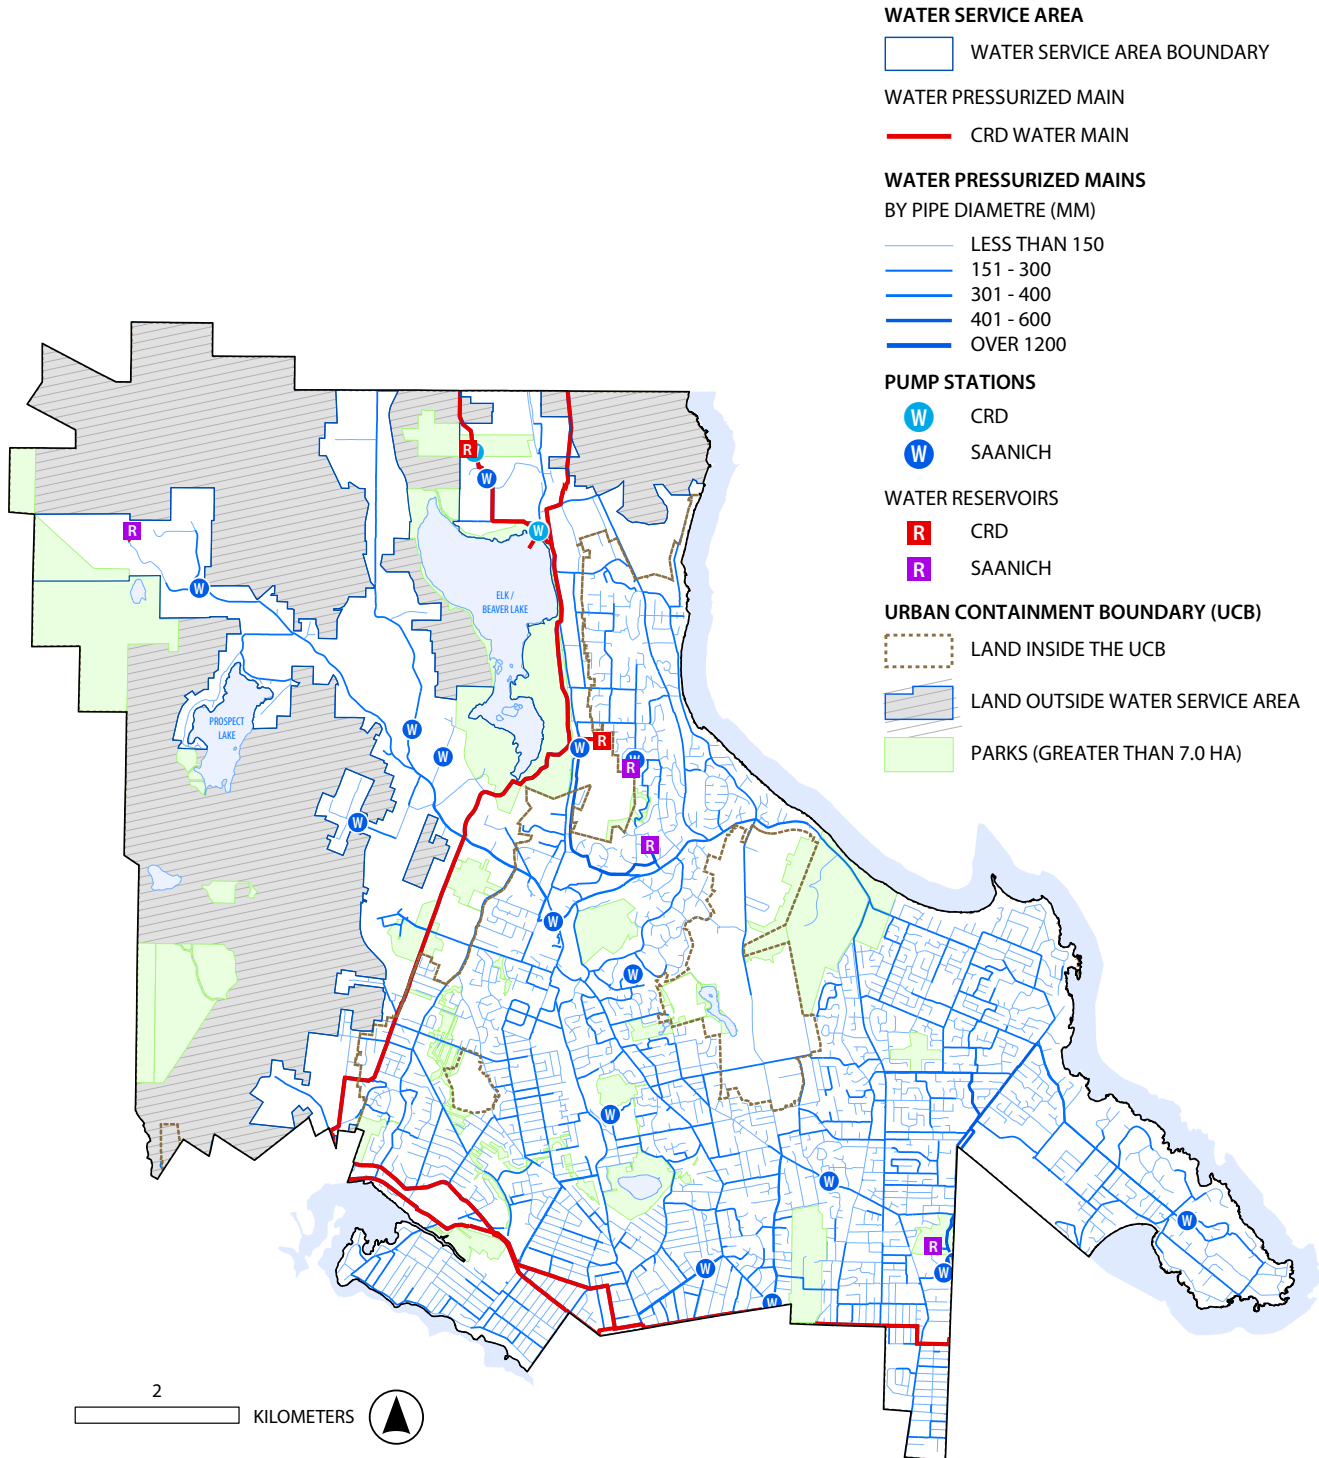 WATER SERVICE AREA
WATER SERVICE AREA BOUNDARY
WATER PRESSURIZED MAIN
CRD WATER MAIN
WATER PRESSURIZED MAINS
BY PIPE DIAMETRE (MM)
LESS THAN 150
151 - 300
301 - 400
401 - 600
OVER 1200
PUMP STATIONS
W CRD
W SAANICH
WATER RESERVOIRS
R CRD
R SAANICH
URBAN CONTAINMENT BOUNDARY (UCB)
LAND INSIDE THE UCB
LAND OUTSIDE WATER SERVICE AREA
PARKS (GREATER THAN 7.0 HA)
R
W
W
R
W
W
ELK /
BEAVER LAKE
PROSPECT
LAKE
W
W
W
R
W
R
W
R
W
W
W
W
W
R
W
W
W
2
KILOMETERS